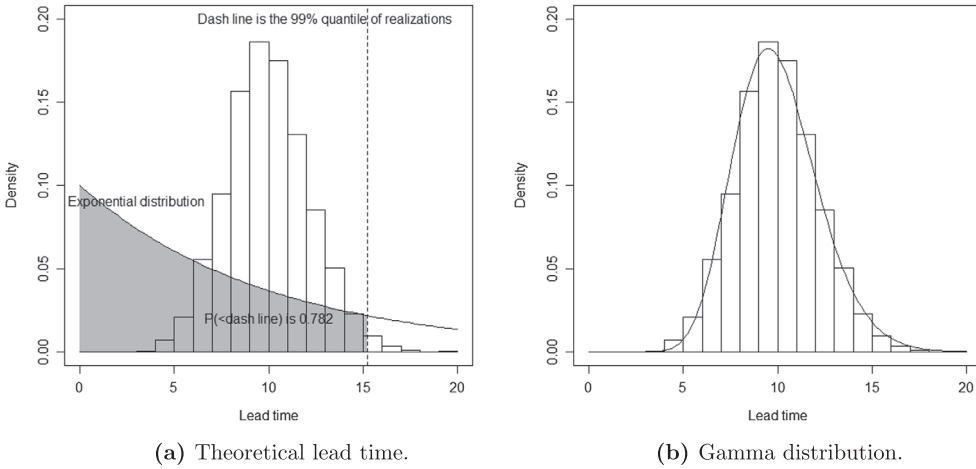 Dash line is the 99% quantile of realizations
Exponential distribution
P(<dash line) is 0.782
Density
0.00 0.05 0.10 0.15 0.20
0 5 10 15 20
Lead time
(a) Theoretical lead time.
Density
0.00 0.05 0.10 0.15 0.20
0 5 10 15 20
Lead time
(b) Gamma distribution.